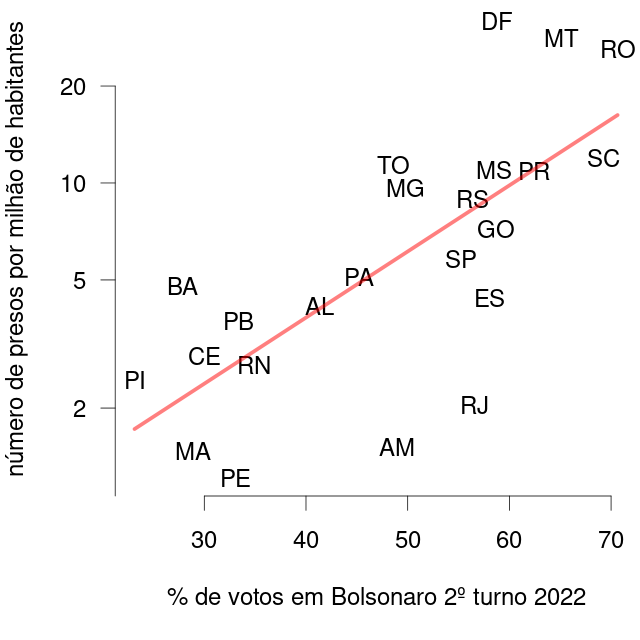 DF
MT
RO
número de presos por milhão de habitantes
20
TO
MS
PR
SC
10
MG
RS
GO
SP
PA
5
BA
ES
AL
PB
CE
RN
PI
2
RJ
MA
AM
PE
30 40 50 60 70
% de votos em Bolsonaro 2º turno 2022